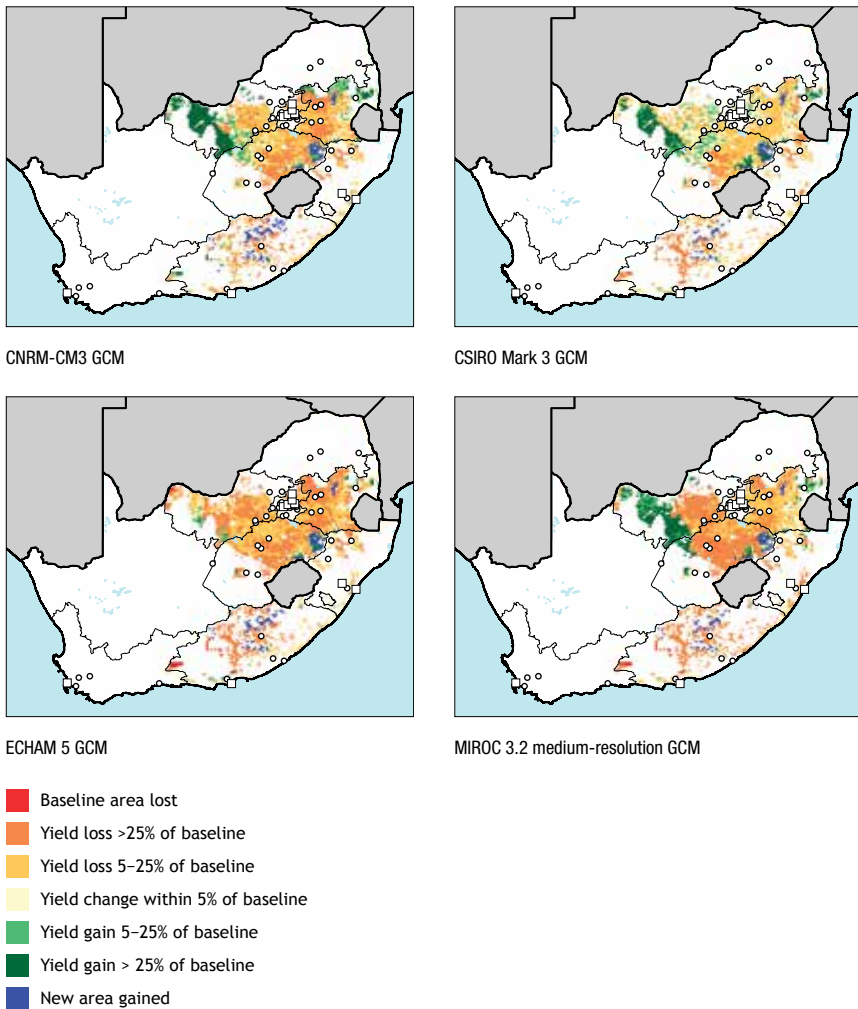 CNRM-CM3 GCM
CSIRO Mark 3 GCM
ECHAM 5 GCM
MIROC 3.2 medium-resolution GCM
Baseline area lost
Yield loss >25% of baseline
Yield loss 5–25% of baseline
Yield change within 5% of baseline
Yield gain 5–25% of baseline
Yield gain > 25% of baseline
New area gained